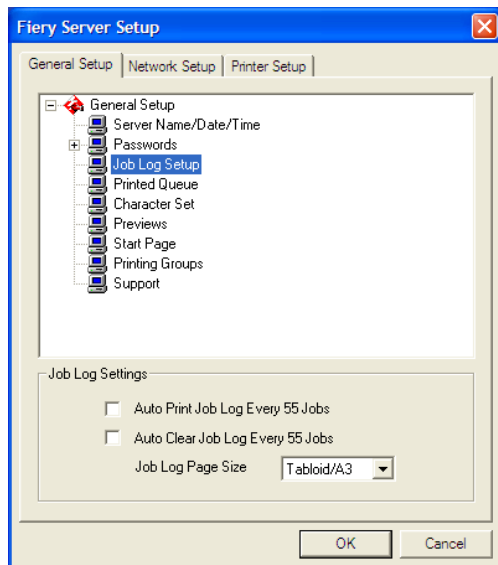 Fiery Server Setup
General Setup Network Setup Printer Setup
General Setup
Server Name/Date/Time
Passwords
Job Log Setup
Printed Queue
Character Set
Previews
Start Page
Printing Groups
Support
Job Log Settings
Auto Print Job Log Every 55 Jobs
Auto Clear Job Log Every 55 Jobs
Job Log Page Size Tabloid/A3
OK Cancel